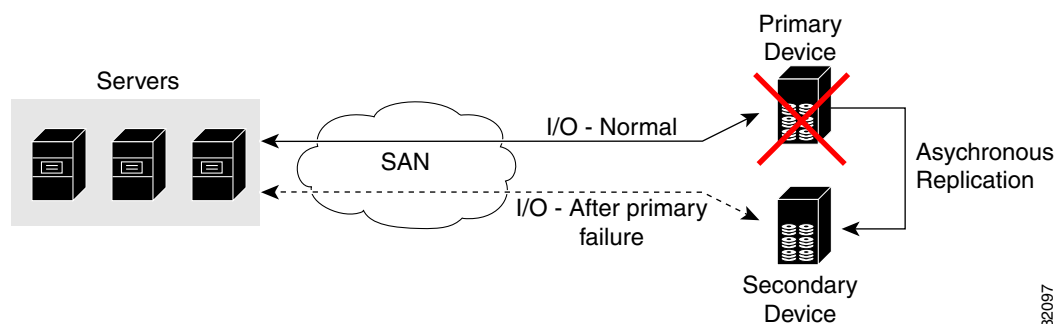 Primary
Device
Servers
I/O - Normal
SAN
Asychronous
Replication
I/O - After primary
failure
Secondary
Device